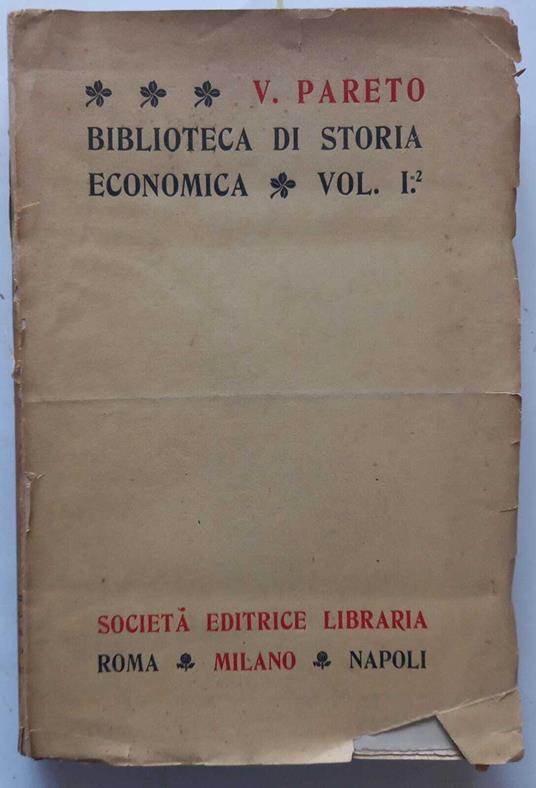 V. PARETO
BIBLIOTECA DI STORIA
ECONOMICA VOL. I.²
SOCIETÀ EDITRICE LIBRARIA
ROMA MILANO NAPOLI